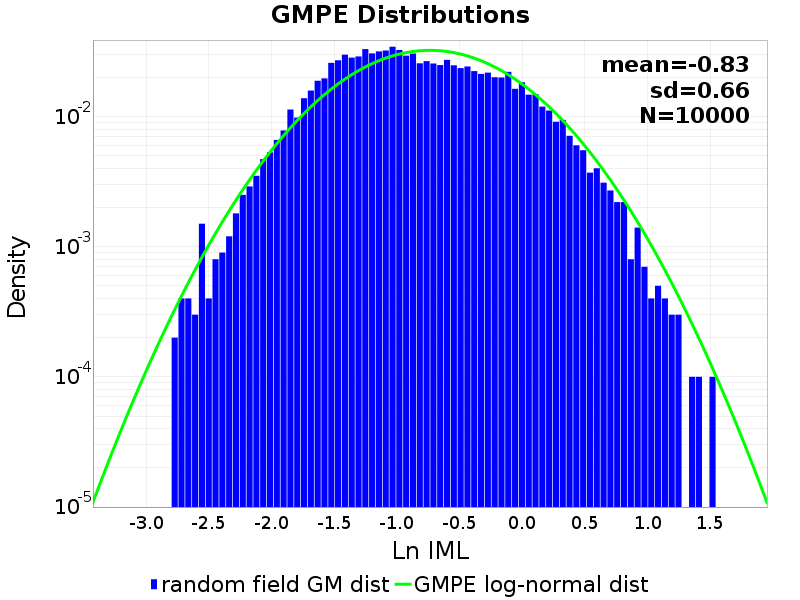 GMPE Distributions
mean=-0.83
sd=0.66
N=10000
10-2
10-3
10-4
10-5
Density
-3.0 -2.5 -2.0 -1.5 -1.0 -0.5 0.0 0.5 1.0 1.5
Ln IML
random field GM dist GMPE log-normal dist